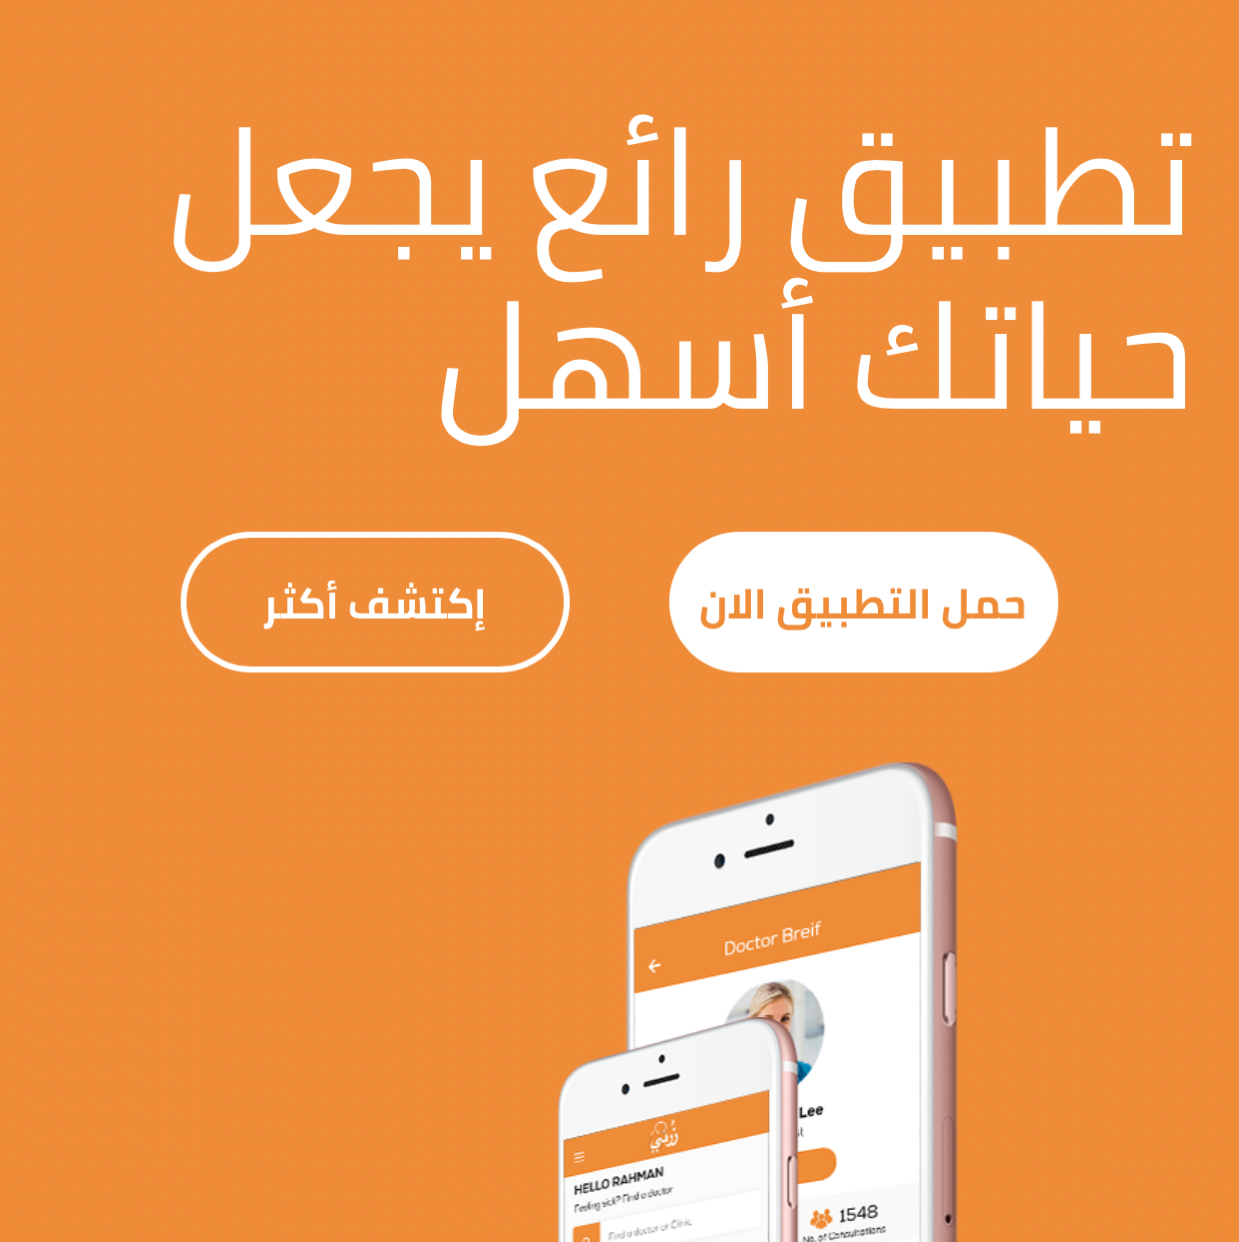 تطبيق رائع يجعل
حياتك أسهل
حمل التطبيق الان
إكتشف أكثر
Doctor Breif
Lee
HELLO RAHMAN
Feeling sick? Find a doctor
Find a doctor or Clinic
1548
No. of Consultations